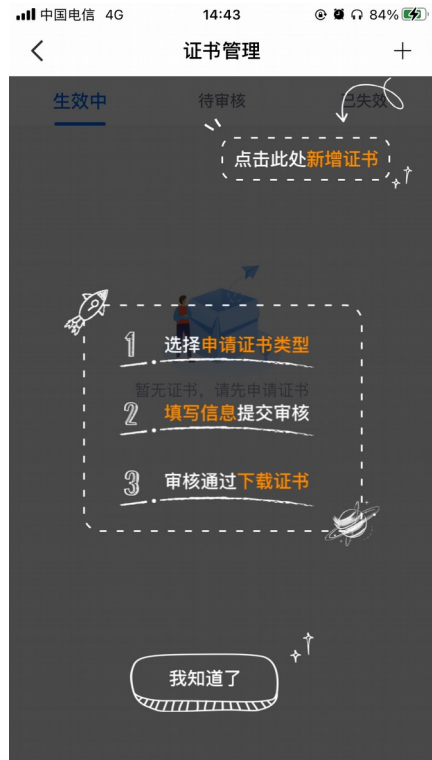 中国电信 4G 14:43 84%
证书管理
生效中 待审核 已失效
点击此处新增证书
1 选择申请证书类型
暂无证书，请先申请证书
2 填写信息提交审核
3 审核通过下载证书
我知道了